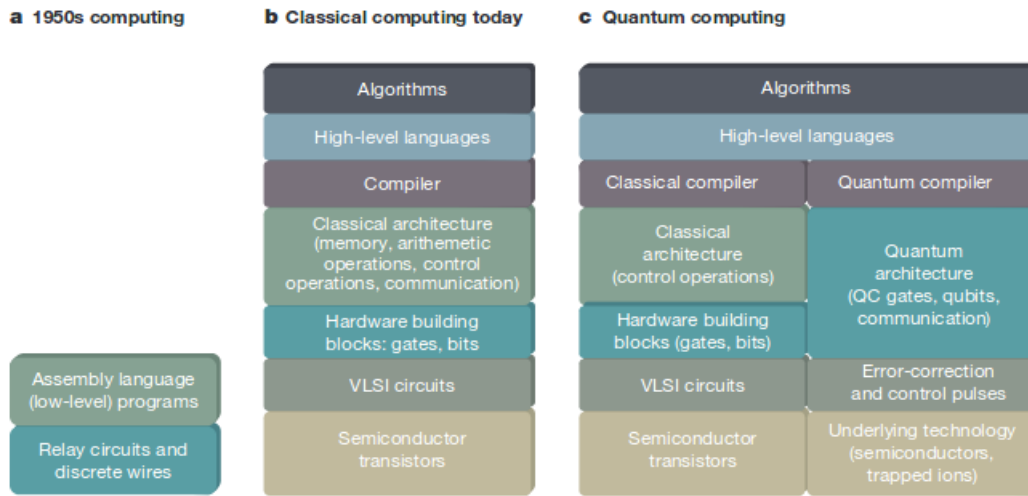 a 1950s computing
b Classical computing today
c Quantum computing
Assembly language
(low-level) programs
Relay circuits and
discrete wires
Algorithms
High-level languages
Compiler
Classical architecture
(memory, arithemetic
operations, control
operations, communication)
Hardware building
blocks: gates, bits
VLSI circuits
Semiconductor
transistors
Algorithms
High-level languages
Classical compiler
Quantum compiler
Classical
architecture
(control operations)
Quantum
architecture
(QC gates, qubits,
communication)
Hardware building
blocks (gates, bits)
VLSI circuits
Error-correction
and control pulses
Semiconductor
transistors
Underlying technology
(semiconductors,
trapped ions)